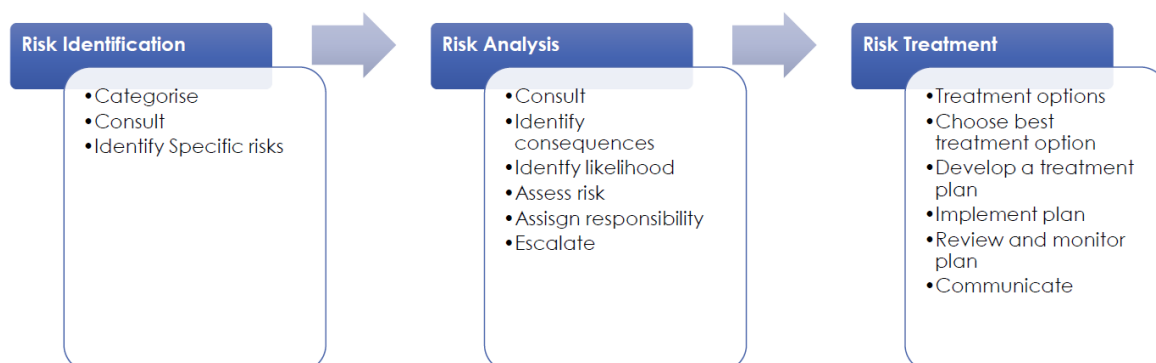 Risk Identification
•Categorise
•Consult
•Identify Specific risks
Risk Analysis
•Consult
•Identify
consequences
•Identfy likelihood
•Assess risk
•Assisgn responsibility
•Escalate
Risk Treatment
•Treatment options
•Choose best
treatment option
•Develop a treatment
plan
•Implement plan
•Review and monitor
plan
•Communicate